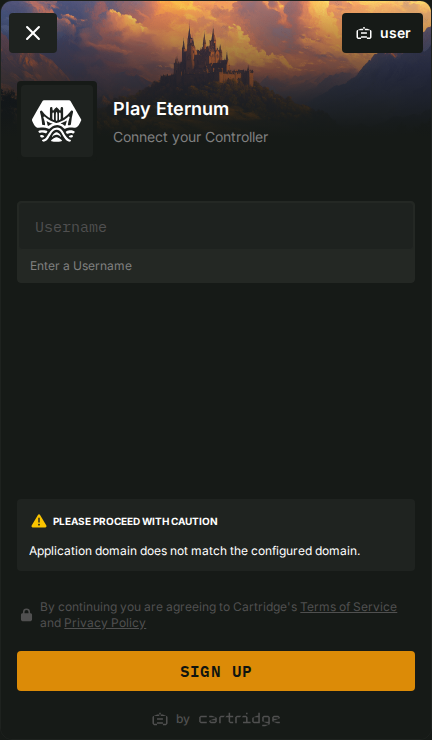 user
Play Eternum
Connect your Controller
Username
Enter a Username
PLEASE PROCEED WITH CAUTION
Application domain does not match the configured domain.
By continuing you are agreeing to Cartridge's Terms of Service
and Privacy Policy
SIGN UP
by cartridge